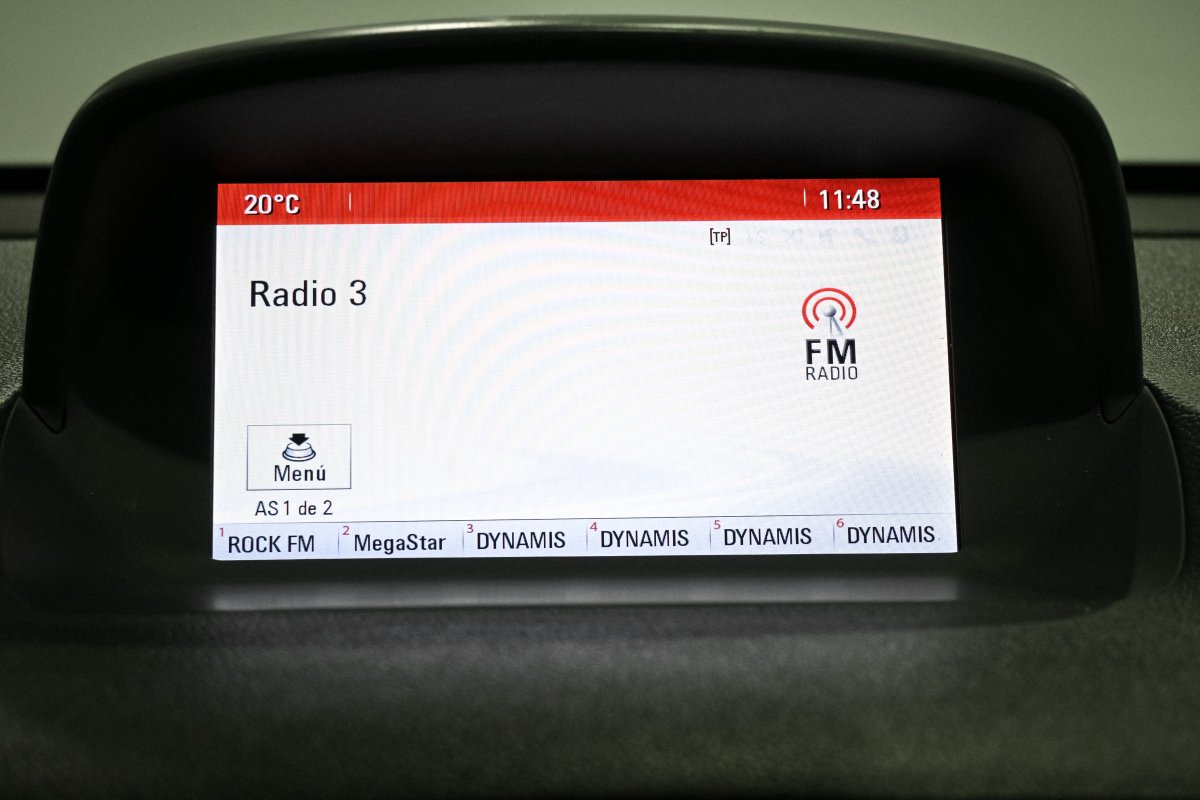 20°C 11:48
[TP]
Radio 3
FM
RADIO
Menú
AS 1 de 2
1 ROCK FM 2 MegaStar 3 DYNAMIS 4 DYNAMIS 5 DYNAMIS 6 DYNAMIS